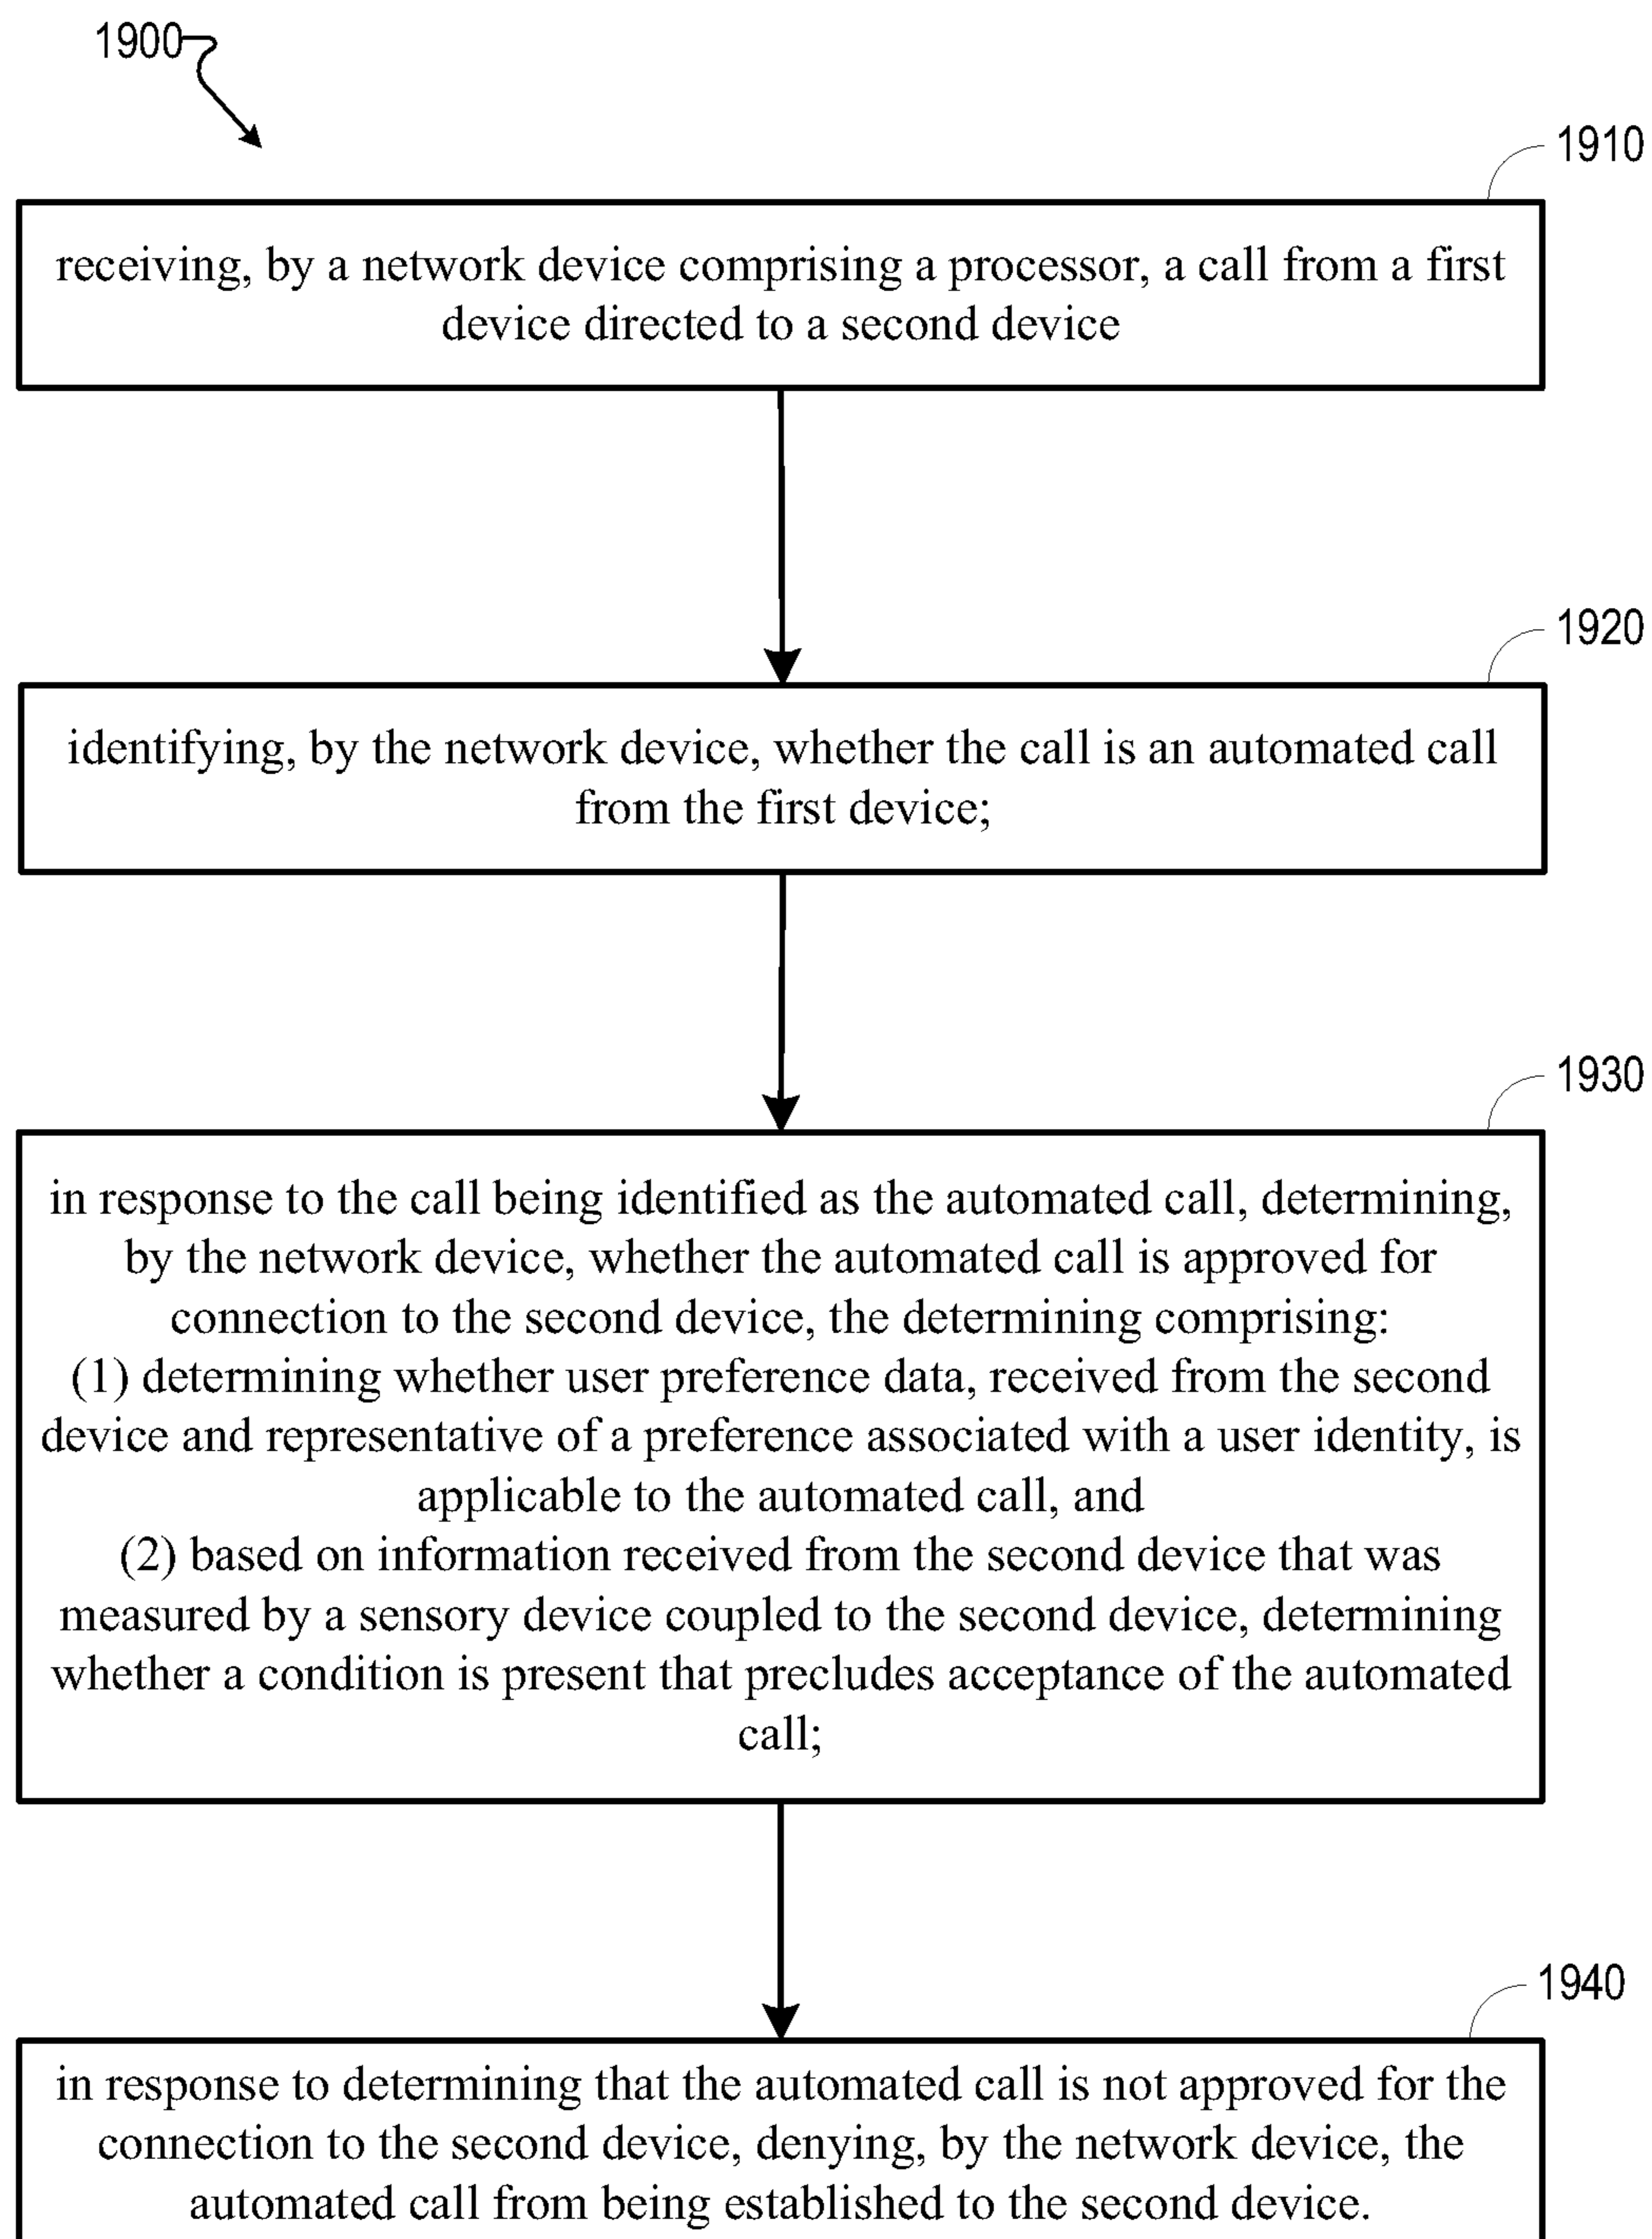 1900
1910
receiving, by a network device comprising a processor, a call from a first
device directed to a second device
1920
identifying, by the network device, whether the call is an automated call
from the first device;
1930
in response to the call being identified as the automated call, determining,
by the network device, whether the automated call is approved for
connection to the second device, the determining comprising:
(1) determining whether user preference data, received from the second
device and representative of a preference associated with a user identity, is
applicable to the automated call, and
(2) based on information received from the second device that was
measured by a sensory device coupled to the second device, determining
whether a condition is present that precludes acceptance of the automated
call;
1940
in response to determining that the automated call is not approved for the
connection to the second device, denying, by the network device, the
automated call from being established to the second device.